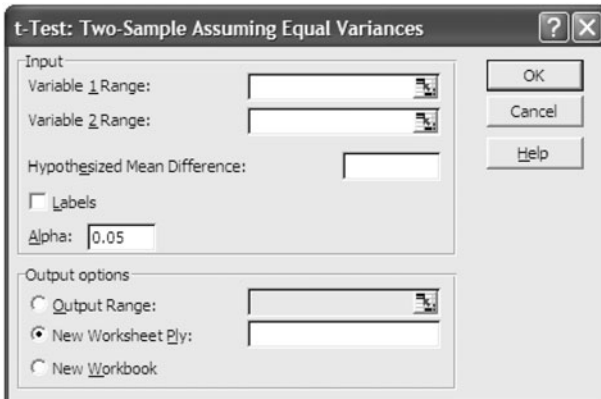 t-Test: Two-Sample Assuming Equal Variances
Input
Variable 1 Range:
Variable 2 Range:
Hypothesized Mean Difference:
Labels
Alpha: 0.05
OK
Cancel
Help
Output options
Output Range:
New Worksheet Ply:
New Workbook